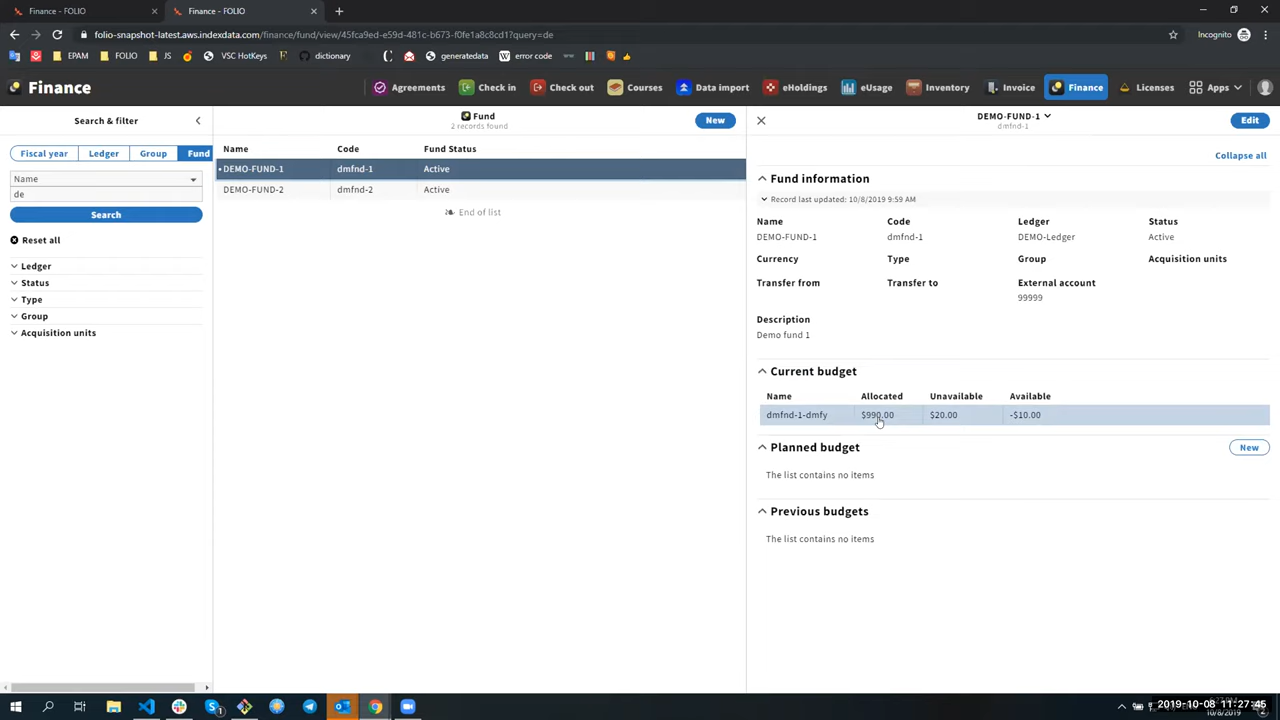 Finance - FOLIO
Finance - FOLIO
folio-snapshot-latest.aws.indexdata.com/finance/fund/view/45fca9ed-e59d-481c-b673-f0fe1a8c8cd1?query=de
Incognito
EPAM
FOLIO
JS
VSC HotKeys
dictionary
generatedata
error code
Finance
Agreements
Check in
Check out
Courses
Data import
eHoldings
eUsage
Inventory
Invoice
Finance
Licenses
Apps
Search & filter
Fiscal year
Ledger
Group
Fund
Name
de
Search
Reset all
Ledger
Status
Type
Group
Acquisition units
Fund
2 records found
New
Name Code Fund Status
DEMO-FUND-1 dmfnd-1 Active
DEMO-FUND-2 dmfnd-2 Active
End of list
DEMO-FUND-1
dmfnd-1
Edit
Collapse all
Fund information
Record last updated: 10/8/2019 9:59 AM
Name Code Ledger Status
DEMO-FUND-1 dmfnd-1 DEMO-Ledger Active
Currency Type Group Acquisition units
Transfer from Transfer to External account
99999
Description
Demo fund 1
Current budget
Name Allocated Unavailable Available
dmfnd-1-dmfy $990.00 $20.00 -$10.00
Planned budget
New
The list contains no items
Previous budgets
The list contains no items
2019-10-08 11:27:45
10/8/2019